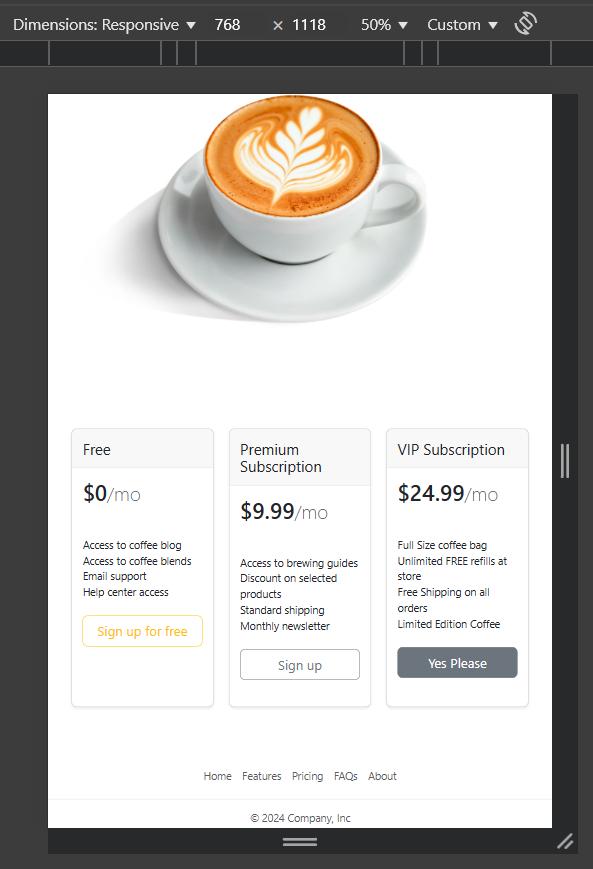 Dimensions: Responsive ▼ 768 × 1118 50% ▼ Custom ▼
Free
$0/mo
Access to coffee blog
Access to coffee blends
Email support
Help center access
Sign up for free
Premium
Subscription
$9.99/mo
Access to brewing guides
Discount on selected
products
Standard shipping
Monthly newsletter
Sign up
VIP Subscription
$24.99/mo
Full Size coffee bag
Unlimited FREE refills at
store
Free Shipping on all
orders
Limited Edition Coffee
Yes Please
Home Features Pricing FAQs About
© 2024 Company, Inc